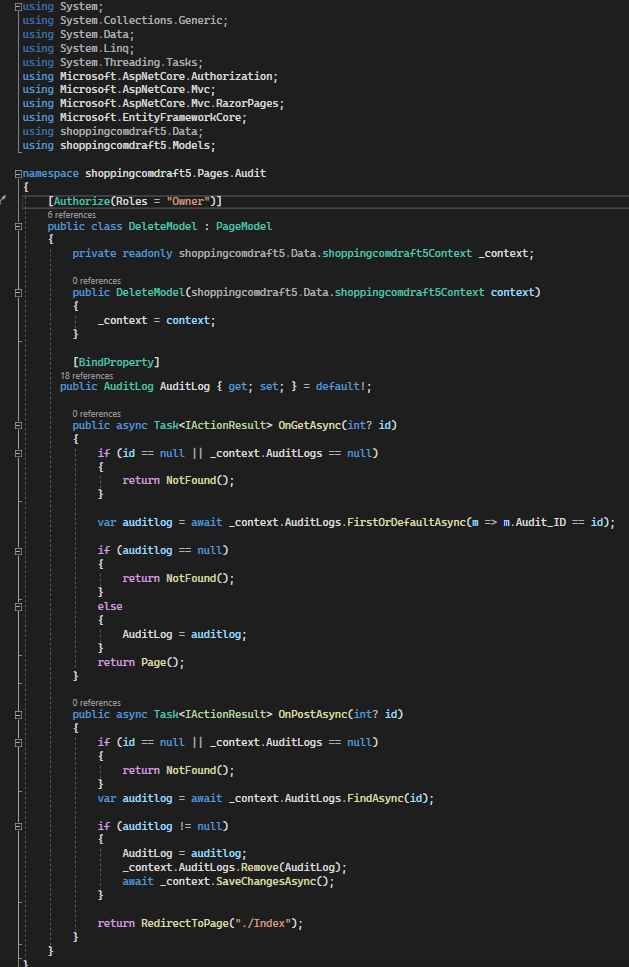 using System;
using System.Collections.Generic;
using System.Data;
using System.Linq;
using System.Threading.Tasks;
using Microsoft.AspNetCore.Authorization;
using Microsoft.AspNetCore.Mvc;
using Microsoft.AspNetCore.Mvc.RazorPages;
using Microsoft.EntityFrameworkCore;
using shoppingcomdraft5.Data;
using shoppingcomdraft5.Models;

namespace shoppingcomdraft5.Pages.Audit
{
    [Authorize(Roles = "Owner")]
    6 references
    public class DeleteModel : PageModel
    {
        private readonly shoppingcomdraft5.Data.shoppingcomdraft5Context _context;

        0 references
        public DeleteModel(shoppingcomdraft5.Data.shoppingcomdraft5Context context)
        {
            _context = context;
        }

        [BindProperty]
      18 references
      public AuditLog AuditLog { get; set; } = default!;

        0 references
        public async Task<IActionResult> OnGetAsync(int? id)
        {
            if (id == null || _context.AuditLogs == null)
            {
                return NotFound();
            }

            var auditlog = await _context.AuditLogs.FirstOrDefaultAsync(m => m.Audit_ID == id);

            if (auditlog == null)
            {
                return NotFound();
            }
            else
            {
                AuditLog = auditlog;
            }
            return Page();
        }

        0 references
        public async Task<IActionResult> OnPostAsync(int? id)
        {
            if (id == null || _context.AuditLogs == null)
            {
                return NotFound();
            }
            var auditlog = await _context.AuditLogs.FindAsync(id);

            if (auditlog != null)
            {
                AuditLog = auditlog;
                _context.AuditLogs.Remove(AuditLog);
                await _context.SaveChangesAsync();
            }

            return RedirectToPage("./Index");
        }
    }
}